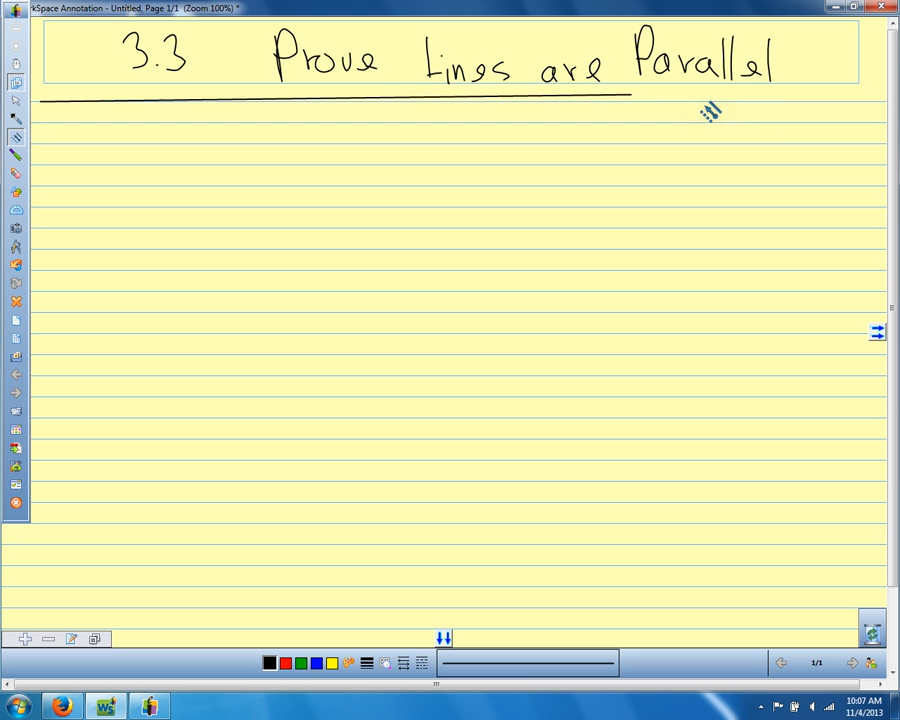 rkSpace Annotation - Untitled, Page 1/1 (Zoom 100%) *
3.3 Prove Lines are Parallel
1/1
10:07 AM
11/4/2013